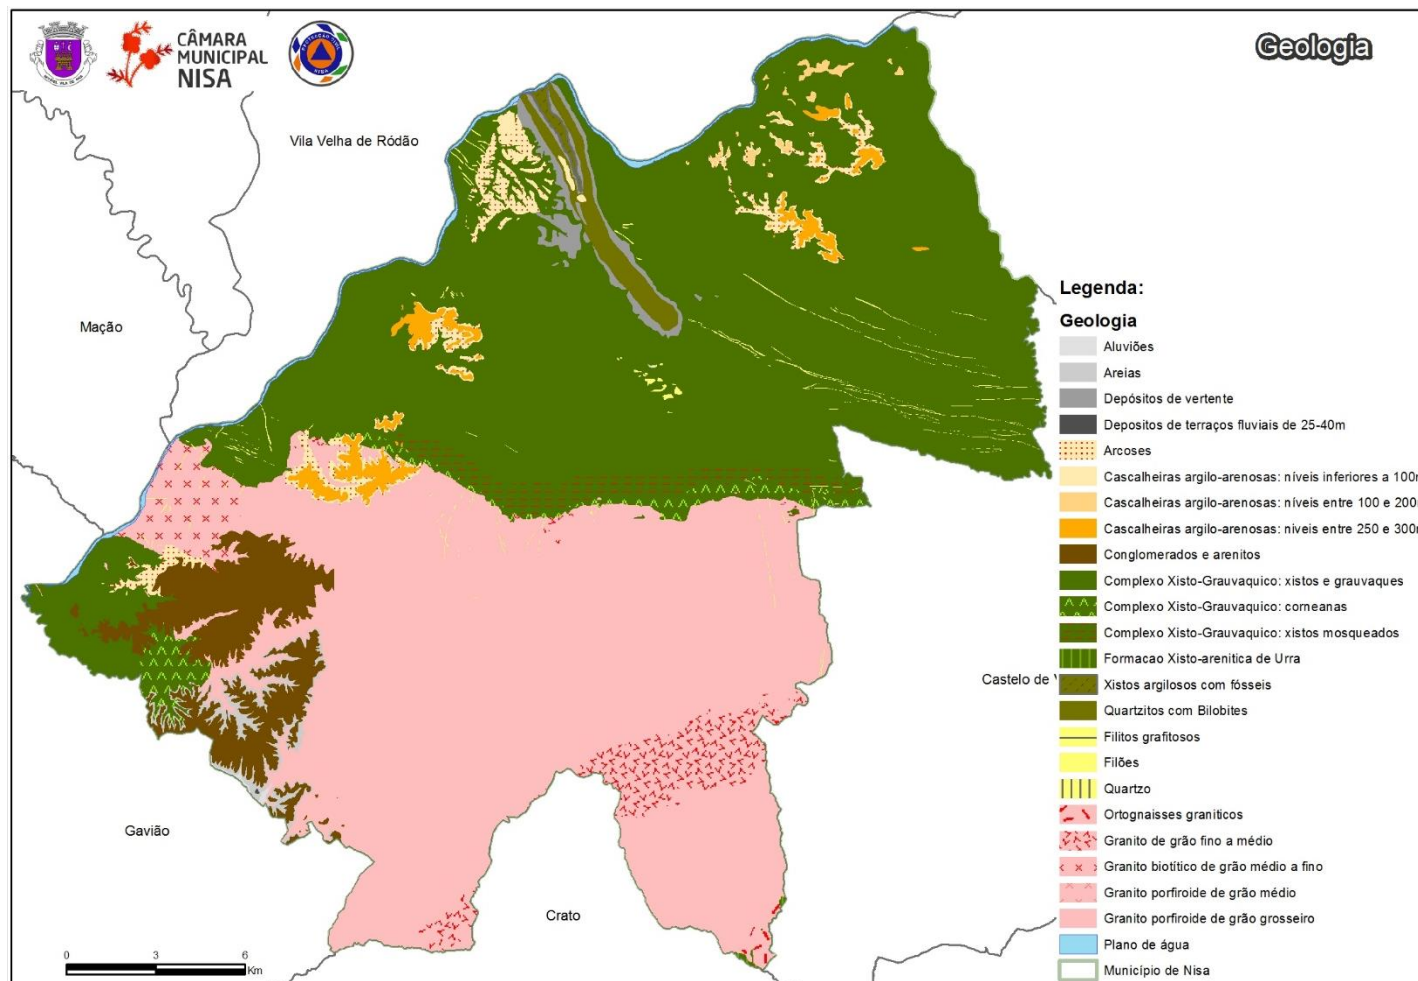 CÂMARA
MUNICIPAL
NISA
Geologia
Vila Velha de Ródão
Mação
Castelo de
Gavião
Crato
0 3 6
Km
Legenda:
Geologia
Aluviões
Areias
Depósitos de vertente
Depositos de terraços fluviais de 25-40m
Arcoses
Cascalheiras argilo-arenosas: níveis inferiores a 100m
Cascalheiras argilo-arenosas: níveis entre 100 e 200m
Cascalheiras argilo-arenosas: níveis entre 250 e 300m
Conglomerados e arenitos
Complexo Xisto-Grauvaquico: xistos e grauvaques
Complexo Xisto-Grauvaquico: corneanas
Complexo Xisto-Grauvaquico: xistos mosqueados
Formacao Xisto-arenitica de Urra
Xistos argilosos com fósseis
Quartzitos com Bilobites
Filitos grafitosos
Filões
Quartzo
Ortognaisses graniticos
Granito de grão fino a médio
Granito biotítico de grão médio a fino
Granito porfiroide de grão médio
Granito porfiroide de grão grosseiro
Plano de água
Município de Nisa